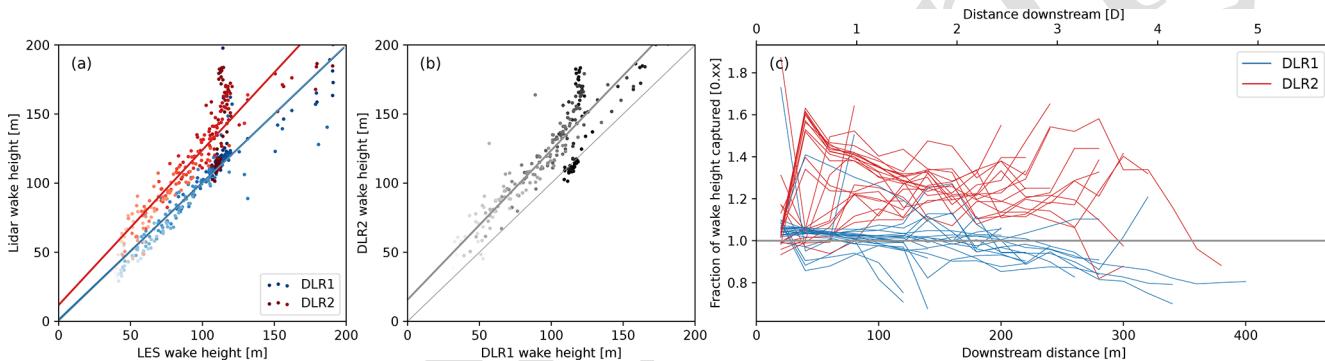 (a)
200
150
100
50
0
Lidar wake height [m]
0 50 100 150 200
LES wake height [m]
DLR1
DLR2
(b)
200
150
100
50
0
DLR2 wake height [m]
0 50 100 150 200
DLR1 wake height [m]
Distance downstream [D]
0 1 2 3 4 5
(c)
1.8
1.6
1.4
1.2
1.0
0.8
Fraction of wake height captured [0.xx]
0 100 200 300 400
Downstream distance [m]
DLR1
DLR2